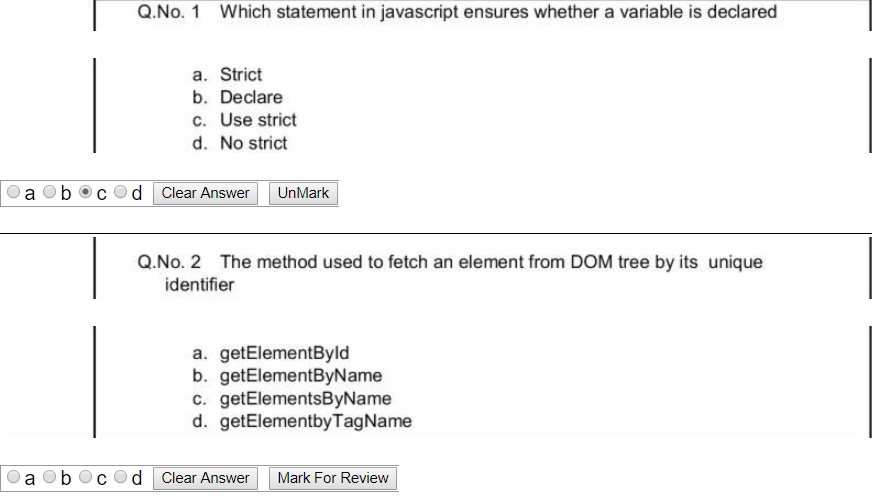 Q.No. 1 Which statement in javascript ensures whether a variable is declared
a. Strict
b. Declare
c. Use strict
d. No strict
a b c d Clear Answer UnMark
Q.No. 2 The method used to fetch an element from DOM tree by its unique
identifier
a. getElementById
b. getElementByName
c. getElementsByName
d. getElementbyTagName
a b c d Clear Answer Mark For Review